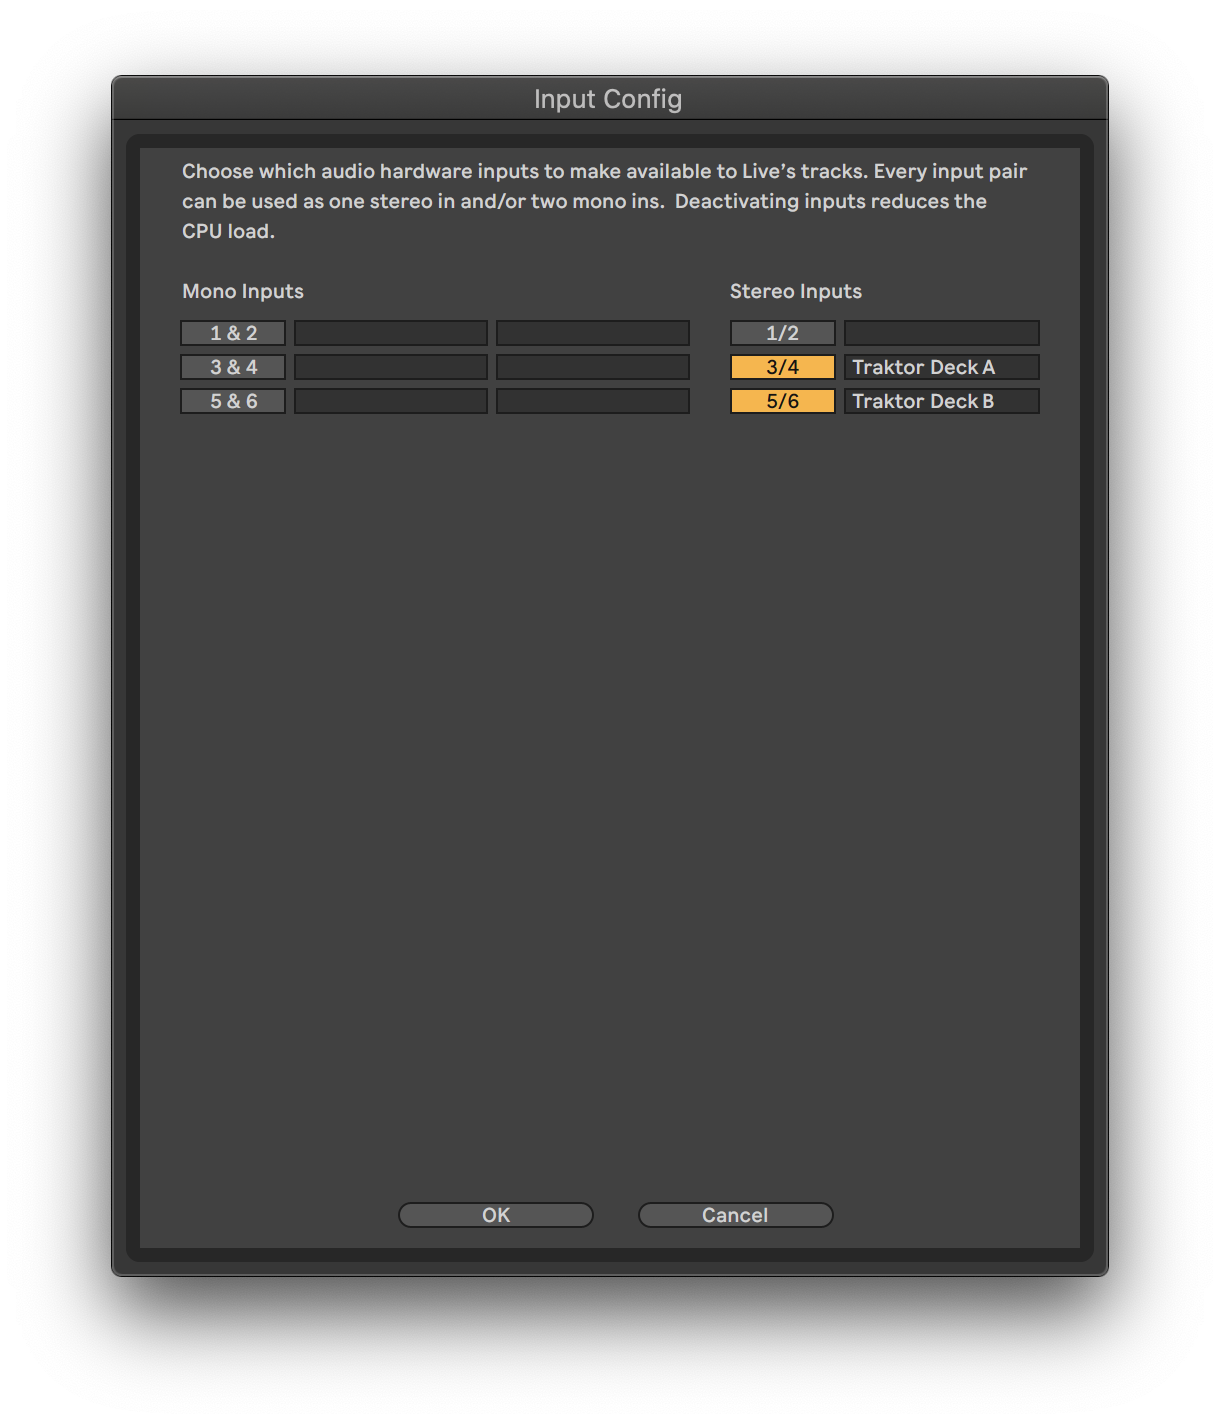 Input Config
Choose which audio hardware inputs to make available to Live’s tracks. Every input pair
can be used as one stereo in and/or two mono ins.  Deactivating inputs reduces the
CPU load.
Mono Inputs
Stereo Inputs
1 & 2
1/2
3 & 4
3/4
Traktor Deck A
5 & 6
5/6
Traktor Deck B
OK
Cancel